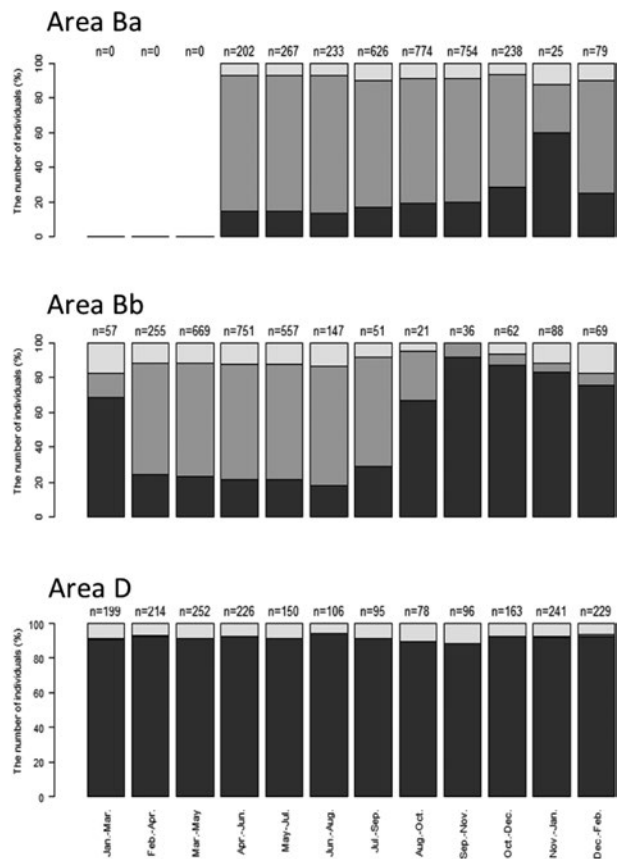 Area Ba
n=0 n=0 n=0 n=202 n=267 n=233 n=626 n=774 n=754 n=238 n=25 n=79
The number of individuals (%)
100
80
60
40
20
0
Area Bb
n=57 n=255 n=669 n=751 n=557 n=147 n=51 n=21 n=36 n=62 n=88 n=69
The number of individuals (%)
100
80
60
40
20
0
Area D
n=199 n=214 n=252 n=226 n=150 n=106 n=95 n=78 n=96 n=163 n=241 n=229
The number of individuals (%)
100
80
60
40
20
0
Jan.-Mar.
Feb.-Apr.
Mar.-May
Apr.-Jun.
May-Jul.
Jun.-Aug.
Jul.-Sep.
Aug.-Oct.
Sep.-Nov.
Oct.-Dec.
Nov.-Jan.
Dec.-Feb.